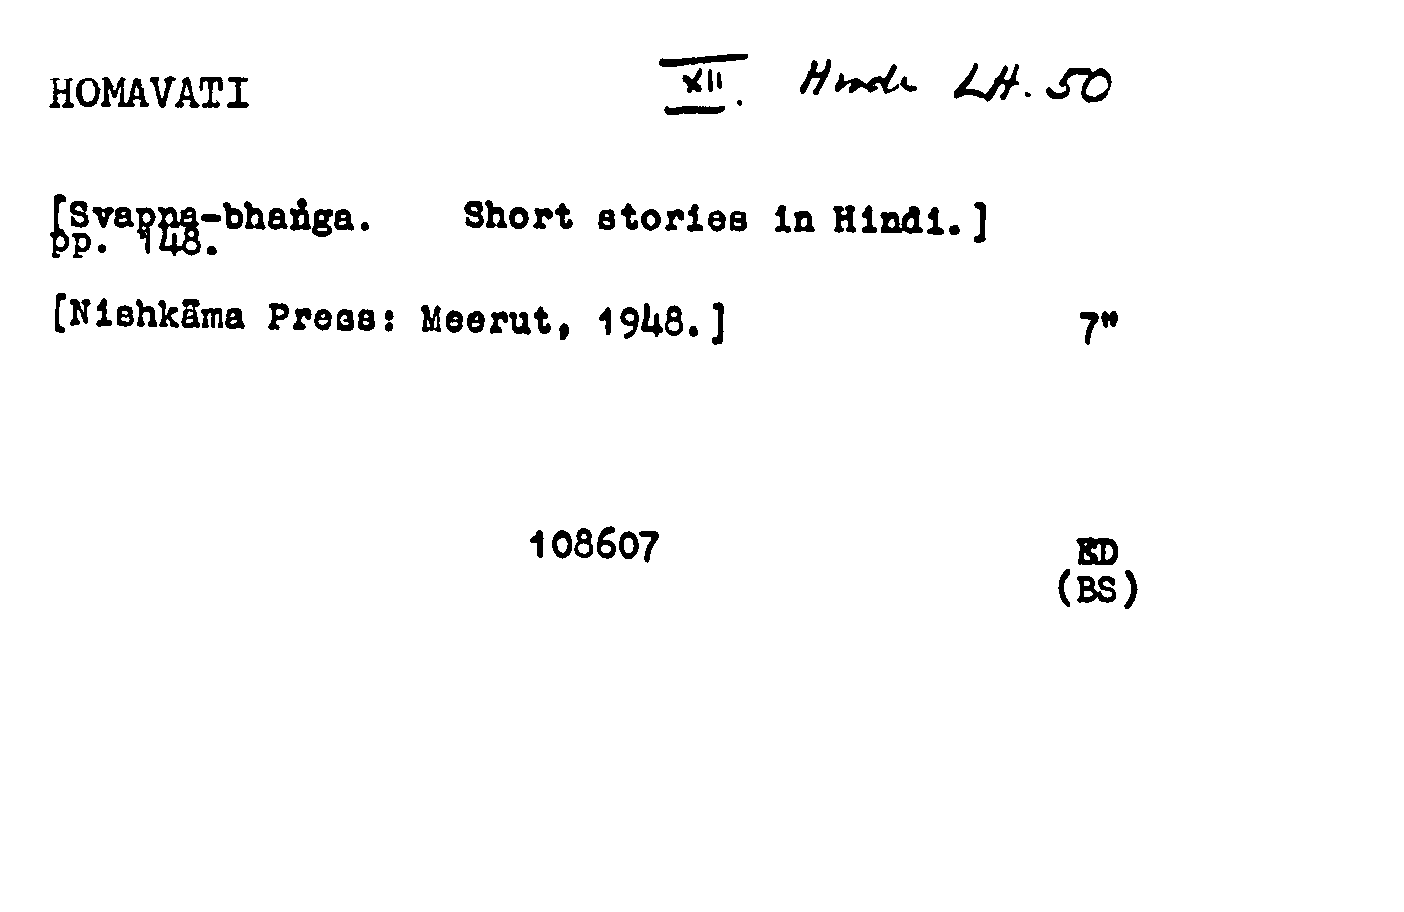 HOMAVATI XII. Hindi LH. 50
[Svapna-bhaṅga. Short stories in Hindi.]
pp. 148.
[Nishkāma Press: Meerut, 1948.] 7"
108607 ED
(BS)